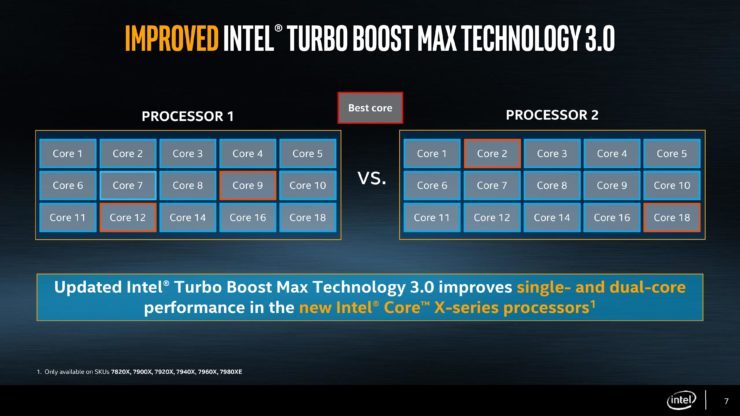 IMPROVED INTEL® TURBO BOOST MAX TECHNOLOGY 3.0
Best core
PROCESSOR 1
Core 1 Core 2 Core 3 Core 4 Core 5
Core 6 Core 7 Core 8 Core 9 Core 10
Core 11 Core 12 Core 14 Core 16 Core 18
vs.
PROCESSOR 2
Core 1 Core 2 Core 3 Core 4 Core 5
Core 6 Core 7 Core 8 Core 9 Core 10
Core 11 Core 12 Core 14 Core 16 Core 18
Updated Intel® Turbo Boost Max Technology 3.0 improves single- and dual-core
performance in the new Intel® Core™ X-series processors¹
1. Only available on SKUs 7820X, 7900X, 7920X, 7940X, 7960X, 7980XE
intel
7